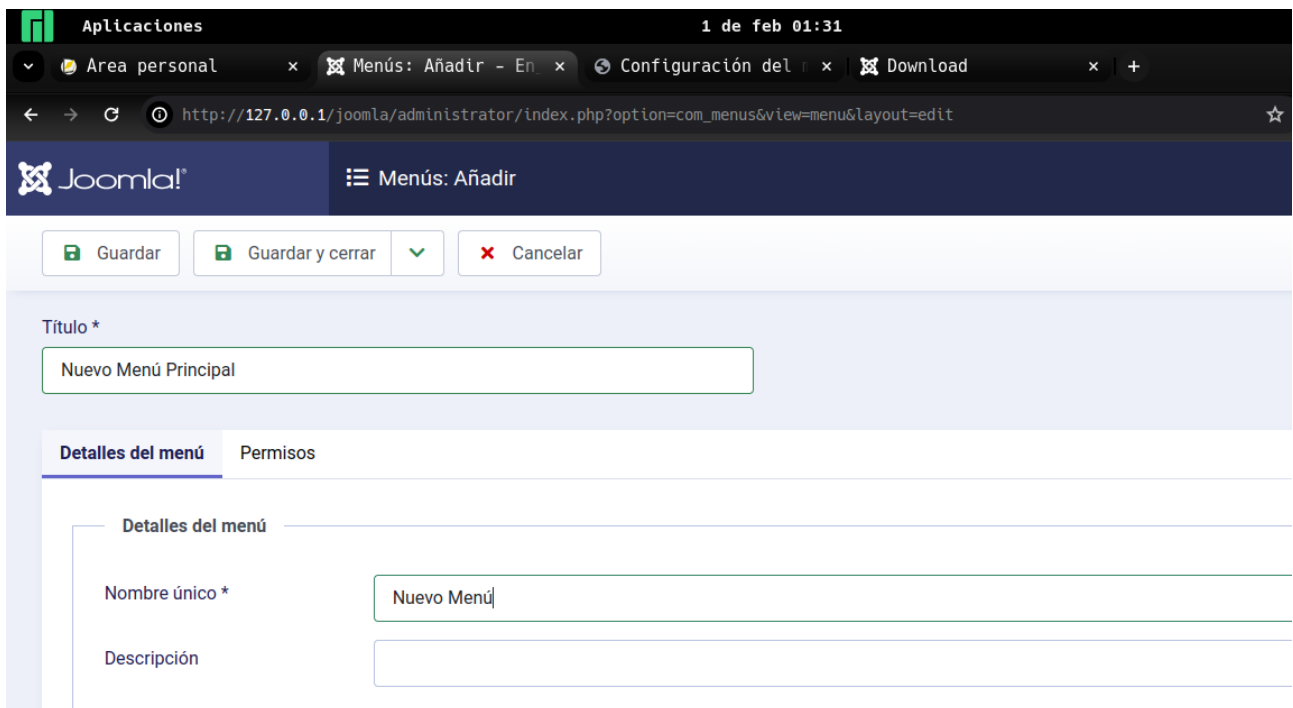 Aplicaciones 1 de feb 01:31
Area personal × Menús: Añadir - En × Configuración del × Download × +
http://127.0.0.1/joomla/administrator/index.php?option=com_menus&view=menu&layout=edit
Joomla!® Menús: Añadir
Guardar Guardar y cerrar Cancelar
Título *
Nuevo Menú Principal
Detalles del menú Permisos
Detalles del menú
Nombre único * Nuevo Menú
Descripción